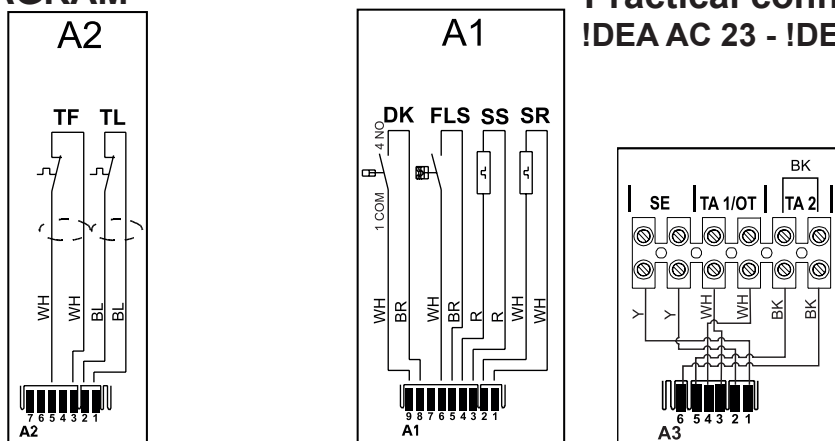 A2
TF TL
WH
WH
BL
BL
7 6 5 4 3 2 1
A2
A1
DK FLS SS SR
4 NO
1 COM
WH
BR
WH
BR
R
R
WH
WH
9 8 7 6 5 4 3 2 1
A1
!DEA AC 23 - !DE
BK
SE TA 1/OT TA 2
Y
Y
WH
WH
BK
BK
6 5 4 3 2 1
A3